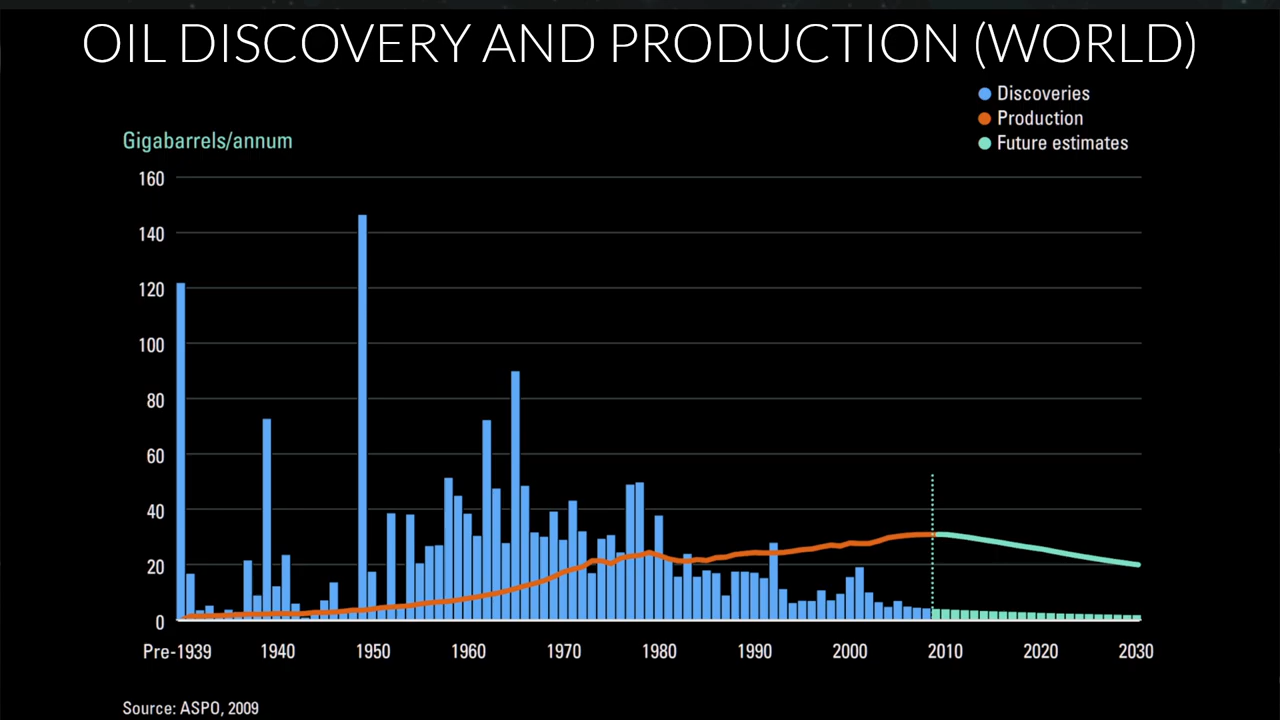 OIL DISCOVERY AND PRODUCTION (WORLD)
Discoveries
Production
Future estimates
Gigabarrels/annum
160
140
120
100
80
60
40
20
0
Pre-1939 1940 1950 1960 1970 1980 1990 2000 2010 2020 2030
Source: ASPO, 2009